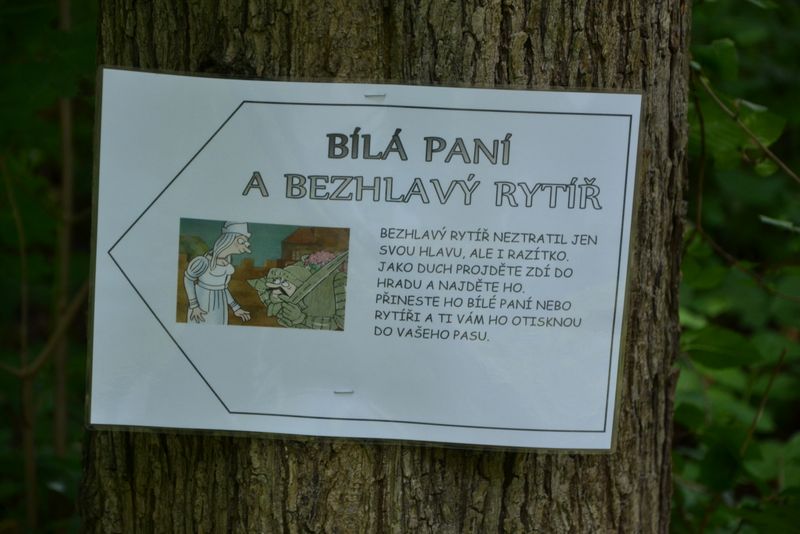 BÍLÁ PANÍ
A BEZHLAVÝ RYTÍŘ
BEZHLAVÝ RYTÍŘ NEZTRATIL JEN
SVOU HLAVU, ALE I RAZÍTKO.
JAKO DUCH PROJDĚTE ZDÍ DO
HRADU A NAJDĚTE HO.
PŘINESTE HO BÍLÉ PANÍ NEBO
RYTÍŘI A TI VÁM HO OTISKNOU
DO VAŠEHO PASU.